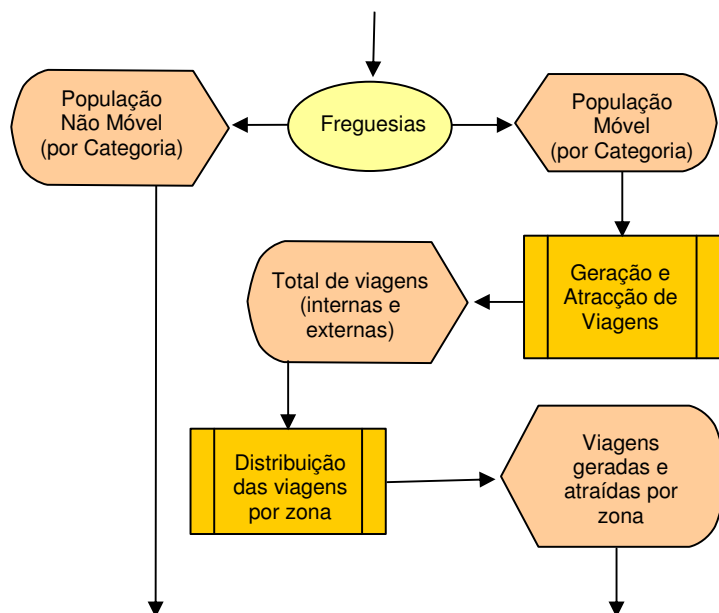 População
Não Móvel
(por Categoria)
Freguesias
População
Móvel
(por Categoria)
Total de viagens
(internas e
externas)
Geração e
Atracção de
Viagens
Distribuição
das viagens
por zona
Viagens
geradas e
atraídas por
zona